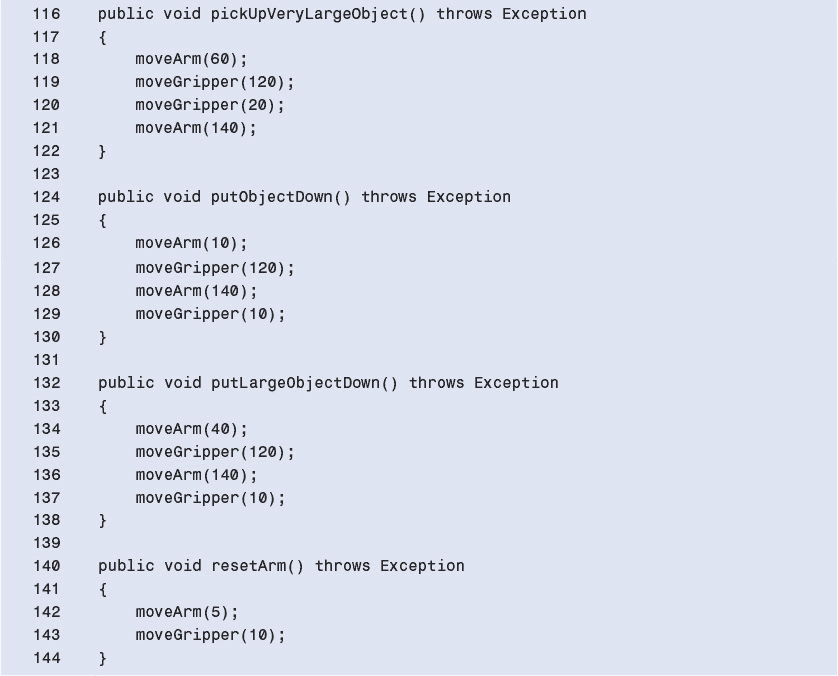 116    public void pickUpVeryLargeObject() throws Exception
117    {
118        moveArm(60);
119        moveGripper(120);
120        moveGripper(20);
121        moveArm(140);
122    }
123
124    public void putObjectDown() throws Exception
125    {
126        moveArm(10);
127        moveGripper(120);
128        moveArm(140);
129        moveGripper(10);
130    }
131
132    public void putLargeObjectDown() throws Exception
133    {
134        moveArm(40);
135        moveGripper(120);
136        moveArm(140);
137        moveGripper(10);
138    }
139
140    public void resetArm() throws Exception
141    {
142        moveArm(5);
143        moveGripper(10);
144    }